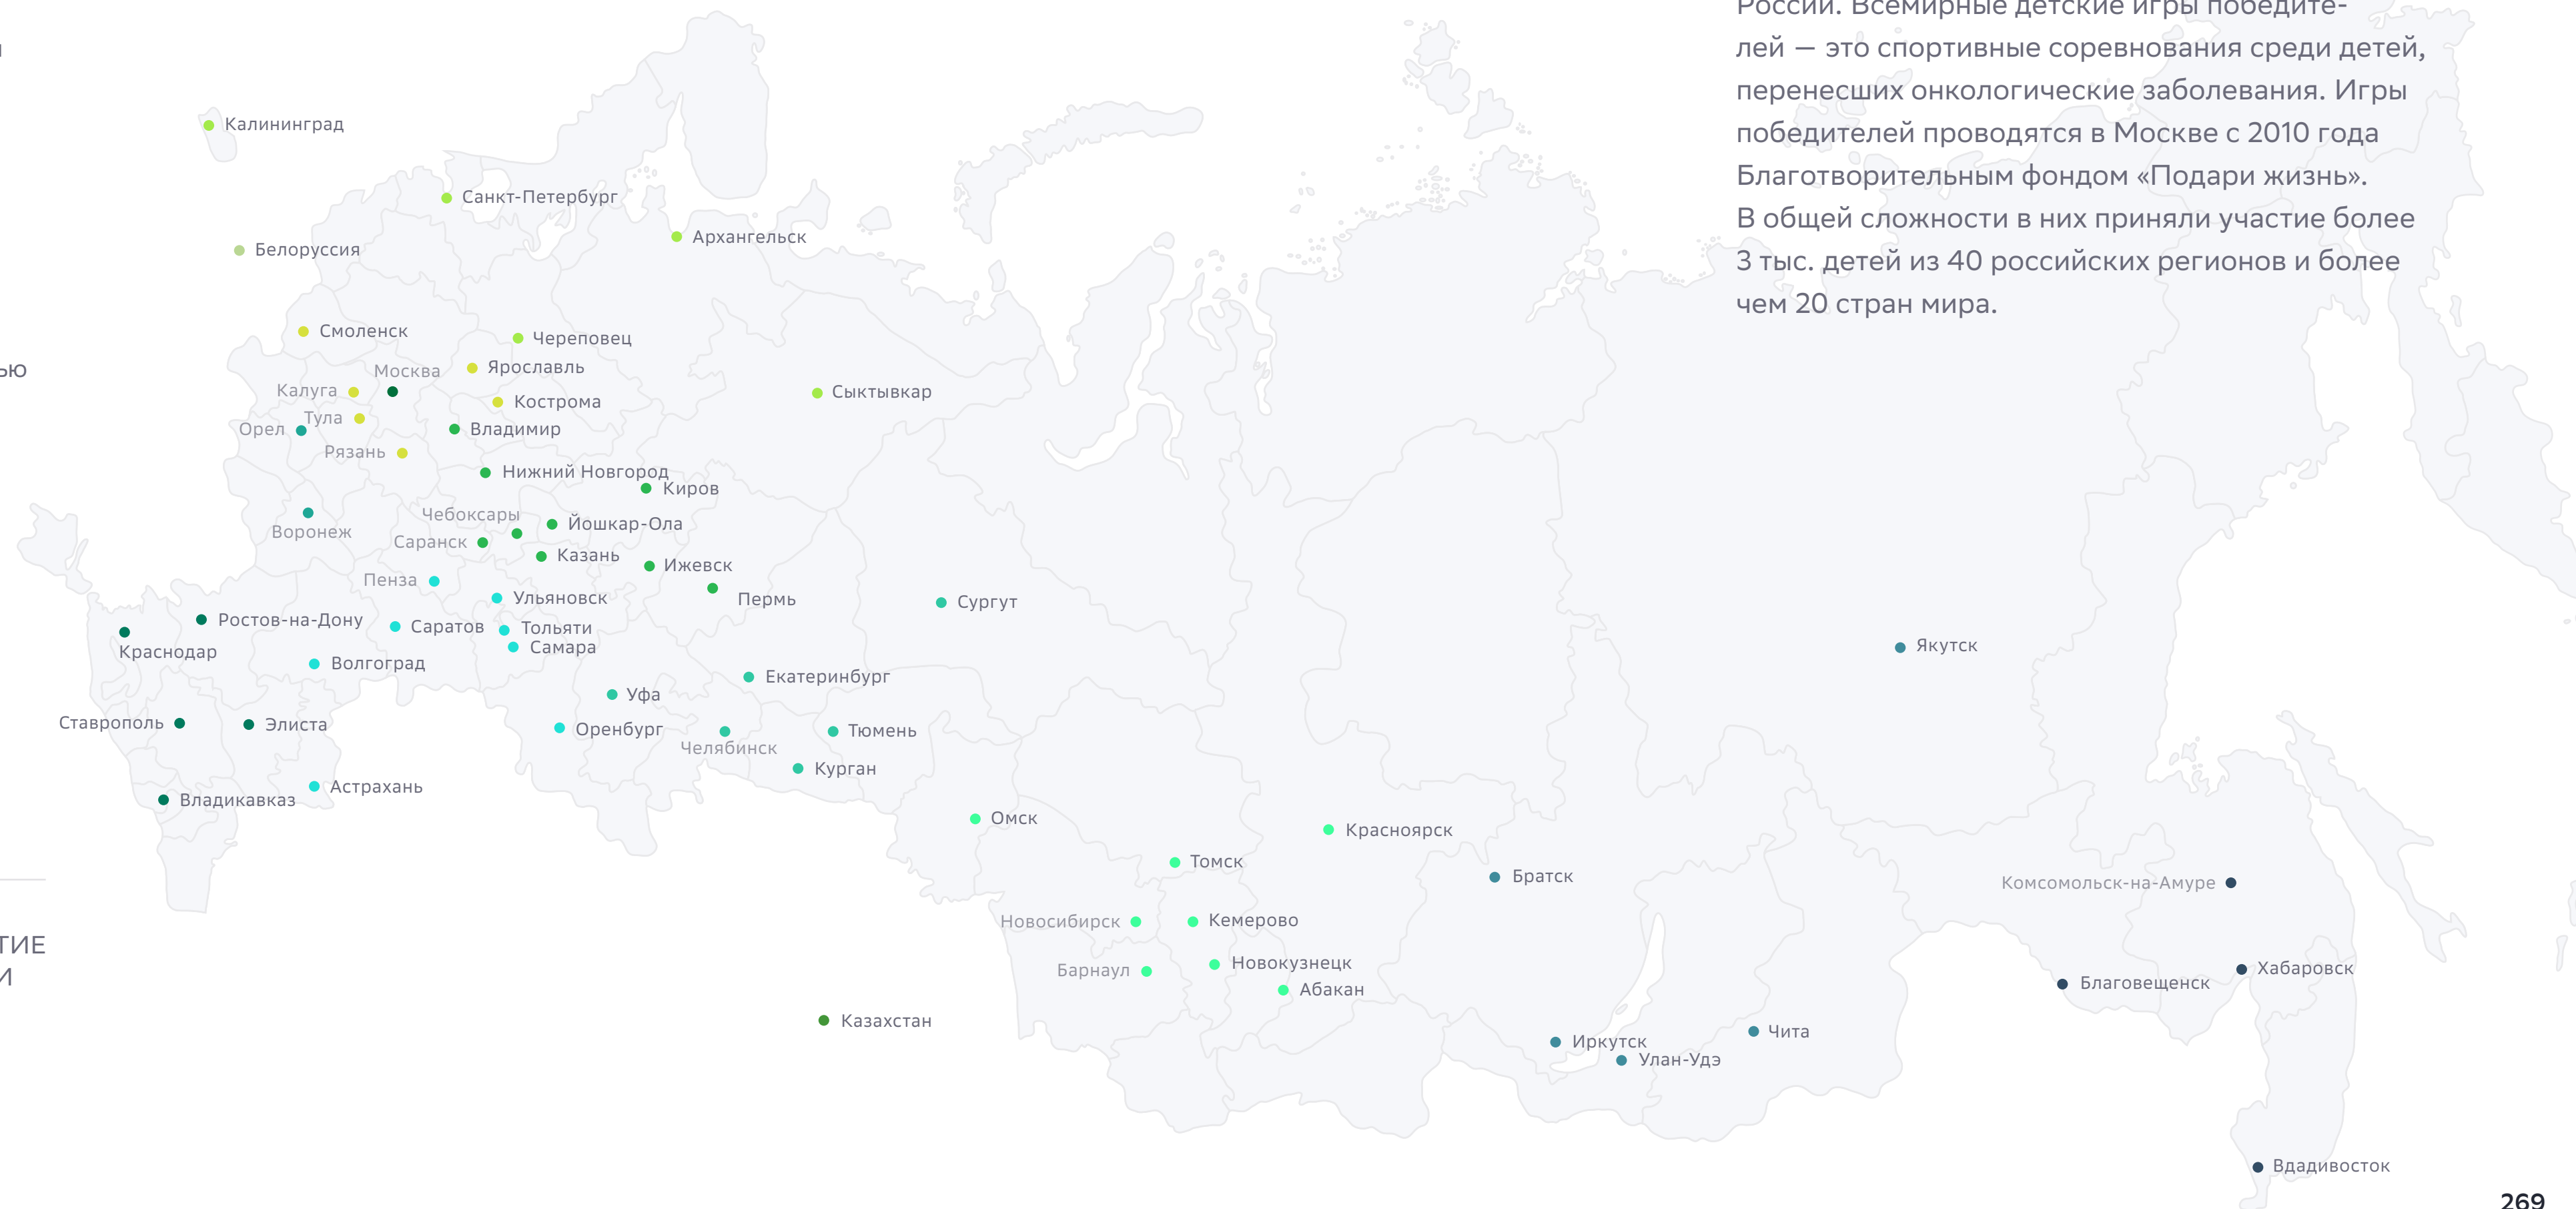 России. Всемирные детские игры победите-
лей — это спортивные соревнования среди детей,
перенесших онкологические заболевания. Игры
победителей проводятся в Москве с 2010 года
Благотворительным фондом «Подари жизнь».
В общей сложности в них приняли участие более
3 тыс. детей из 40 российских регионов и более
чем 20 стран мира.
Калининград
Санкт-Петербург
Архангельск
Белоруссия
Смоленск
Череповец
Ярославль
Москва
Калуга
Сыктывкар
Кострома
Тула
Орел
Владимир
Рязань
Нижний Новгород
Киров
Чебоксары
Йошкар-Ола
Воронеж
Саранск
Казань
Ижевск
Пенза
Ульяновск
Пермь
Сургут
Ростов-на-Дону
Саратов
Тольяти
Самара
Краснодар
Волгоград
Якутск
Екатеринбург
Уфа
Ставрополь
Элиста
Оренбург
Челябинск
Тюмень
Курган
Астрахань
Владикавказ
Омск
Красноярск
Томск
Братск
Комсомольск-на-Амуре
Новосибирск
Кемерово
Барнаул
Новокузнецк
Абакан
Хабаровск
Благовещенск
Казахстан
Чита
Иркутск
Улан-Удэ
Вдадивосток
ью
ТИЕ
И
269